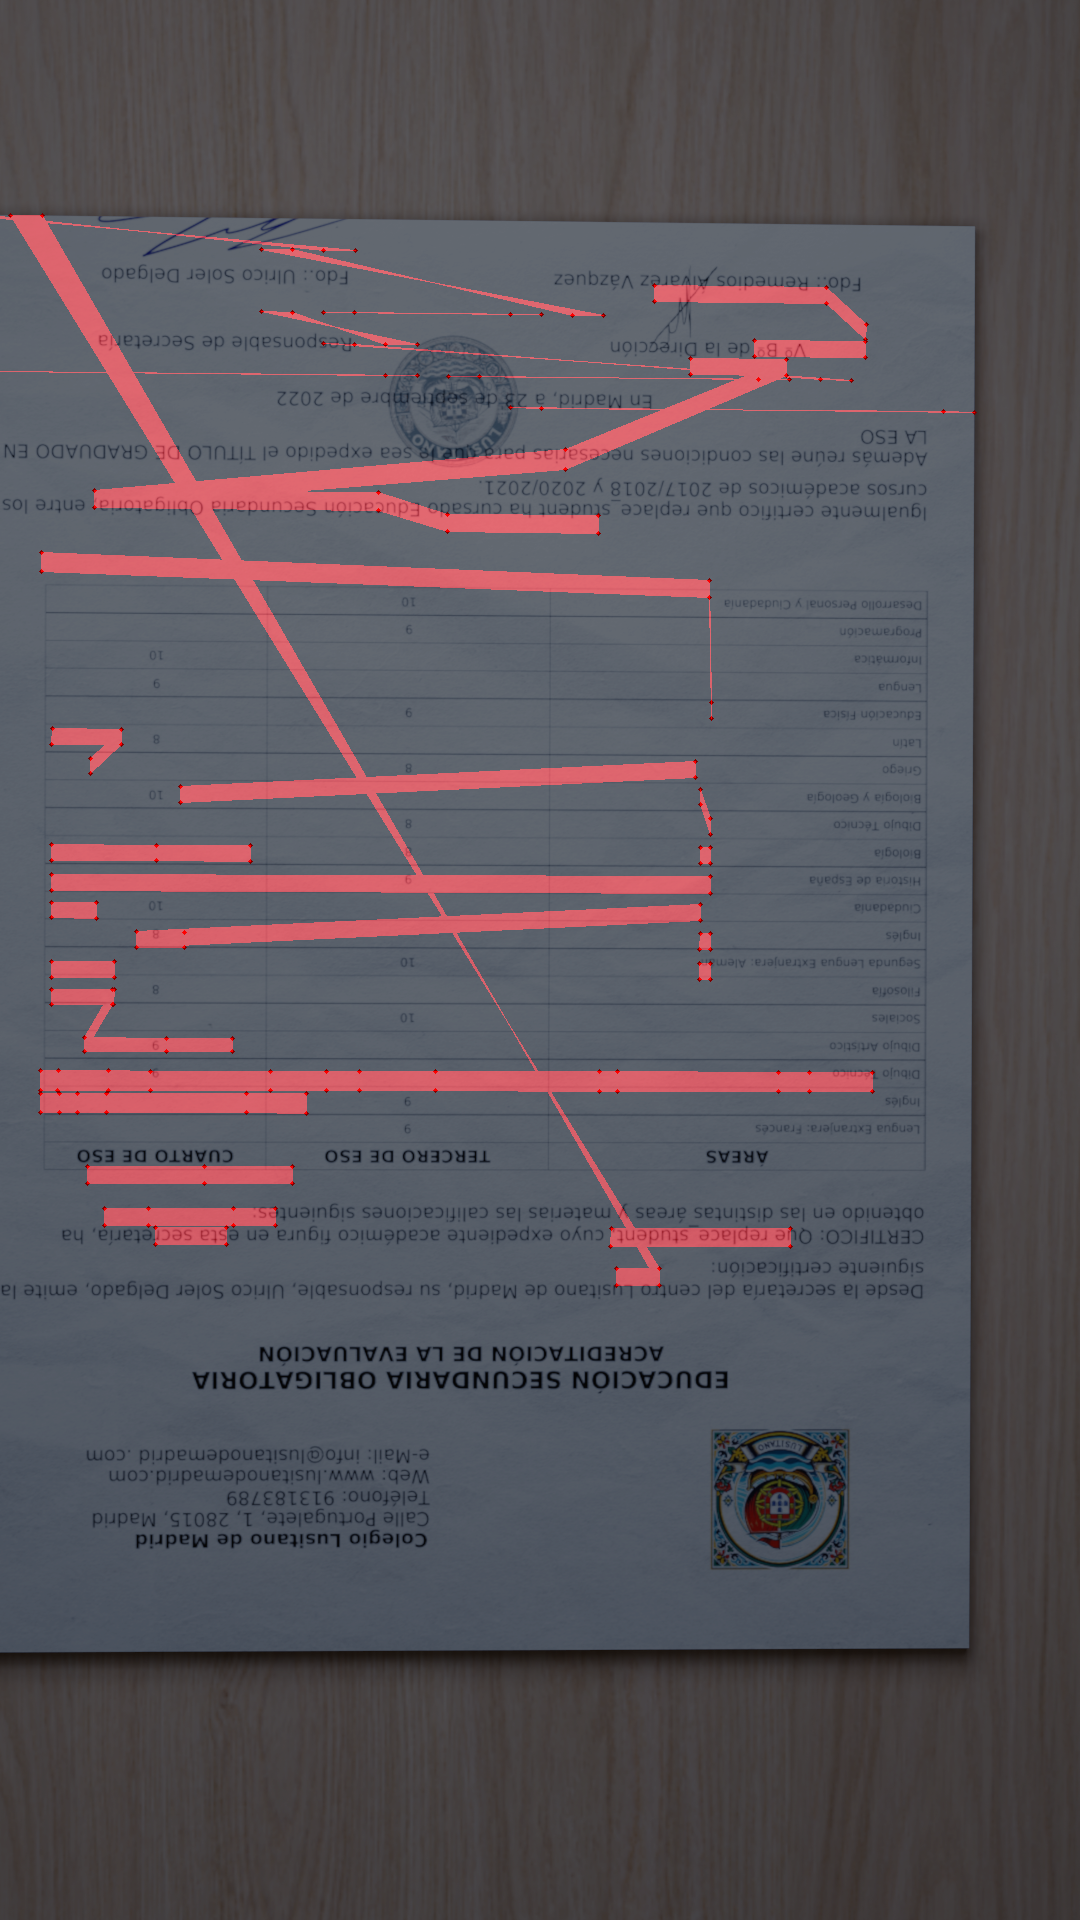 Colegio Lusitano de Madrid
Calle Portugalete, 1, 28015, Madrid
Teléfono: 913183789
Web: www.lusitanodemadrid.com
e-Mail: info@lusitanodemadrid .com
LUSITANO
EDUCACIÓN SECUNDARIA OBLIGATORIA
ACREDITACIÓN DE LA EVALUACIÓN
Desde la secretaría del centro Lusitano de Madrid, su responsable, Ulrico Soler Delgado, emite la
siguiente certificación:
CERTIFICO: Que replace_student, cuyo expediente académico figura en esta secretaría, ha
obtenido en las distintas áreas y materias las calificaciones siguientes:
ÁREAS TERCERO DE ESO CUARTO DE ESO
Lengua Extranjera: Francés 9
Inglés 9
Dibujo Técnico 9
Dibujo Artístico 9
Sociales 10
Filosofía 8
Segunda Lengua Extranjera: Alemán 10
Inglés 8
Ciudadanía 10
Historia de España 9
Biología
Dibujo Técnico 8
Biología y Geología 10
Griego 8
Latín 8
Educación Física 9
Lengua 9
Informática 10
Programación 9
Desarrollo Personal y Ciudadanía 10
Igualmente certifico que replace_student ha cursado Educación Secundaria Obligatoria, entre los
cursos académicos de 2017/2018 y 2020/2021.
Además reúne las condiciones necesarias para que le sea expedido el TÍTULO DE GRADUADO EN
LA ESO
En Madrid, a 23 de septiembre de 2022
Vº Bº de la Dirección Responsable de Secretaría
Fdo.: Remedios Álvarez Vázquez Fdo.: Ulrico Soler Delgado